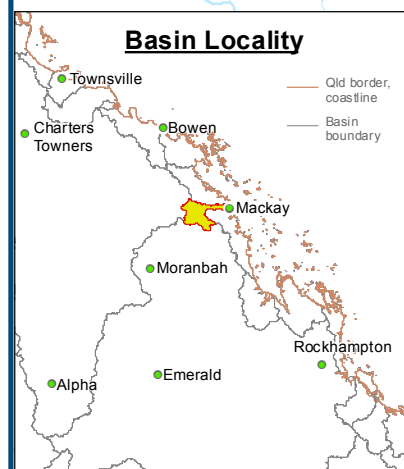 Basin Locality
Townsville
Qld border,
coastline
Charters
Towners
Bowen
Basin
boundary
Mackay
Moranbah
Rockhampton
Alpha
Emerald